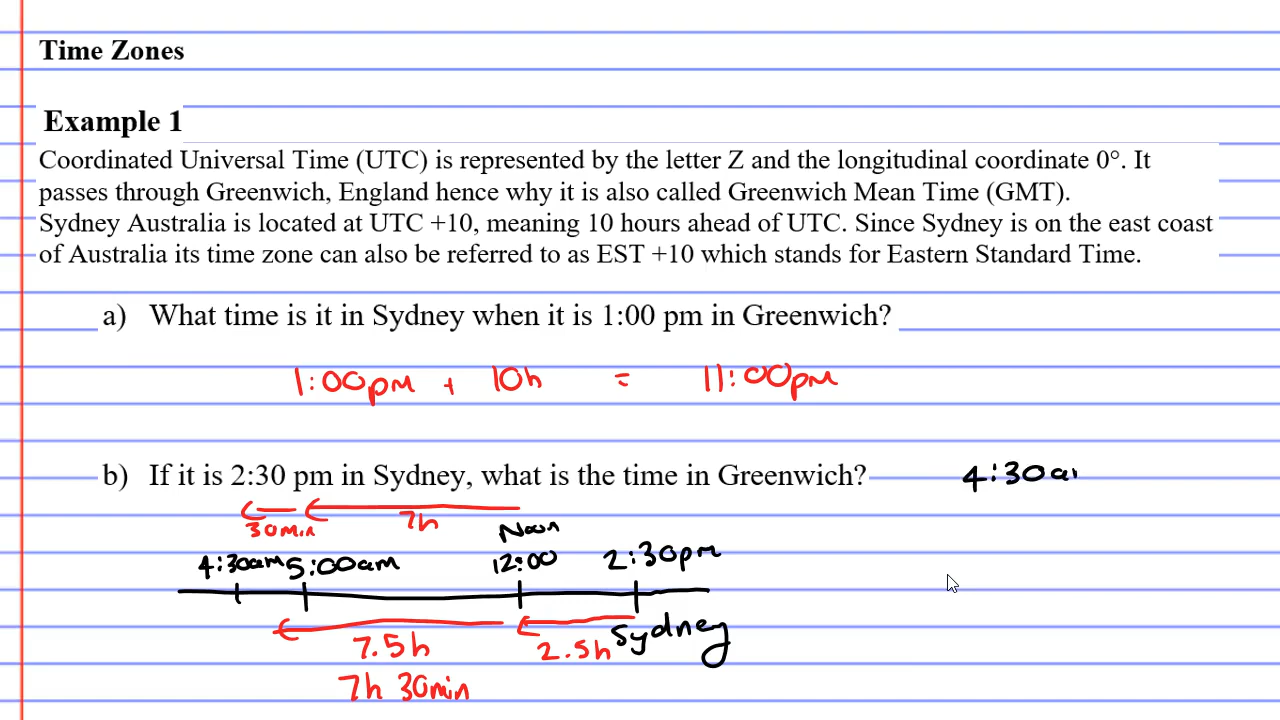 Time Zones
Example 1
Coordinated Universal Time (UTC) is represented by the letter Z and the longitudinal coordinate 0°. It
passes through Greenwich, England hence why it is also called Greenwich Mean Time (GMT).
Sydney Australia is located at UTC +10, meaning 10 hours ahead of UTC. Since Sydney is on the east coast
of Australia its time zone can also be referred to as EST +10 which stands for Eastern Standard Time.
a) What time is it in Sydney when it is 1:00 pm in Greenwich?
1:00pm + 10h = 11:00pm
b) If it is 2:30 pm in Sydney, what is the time in Greenwich? 4:30a
30min 7h Noon
4:30am 5:00am 12:00 2:30pm
7.5h 2.5h Sydney
7h 30min